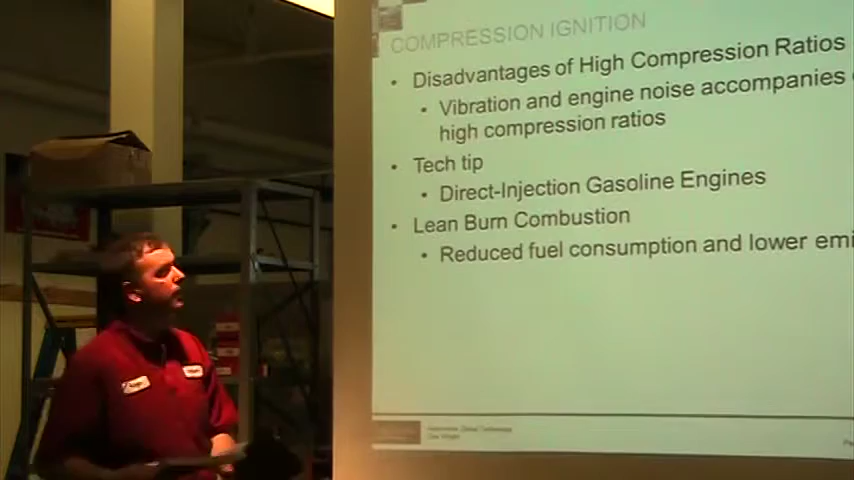 COMPRESSION IGNITION
• Disadvantages of High Compression Ratios
• Vibration and engine noise accompanies
high compression ratios
• Tech tip
• Direct-Injection Gasoline Engines
• Lean Burn Combustion
• Reduced fuel consumption and lower emi